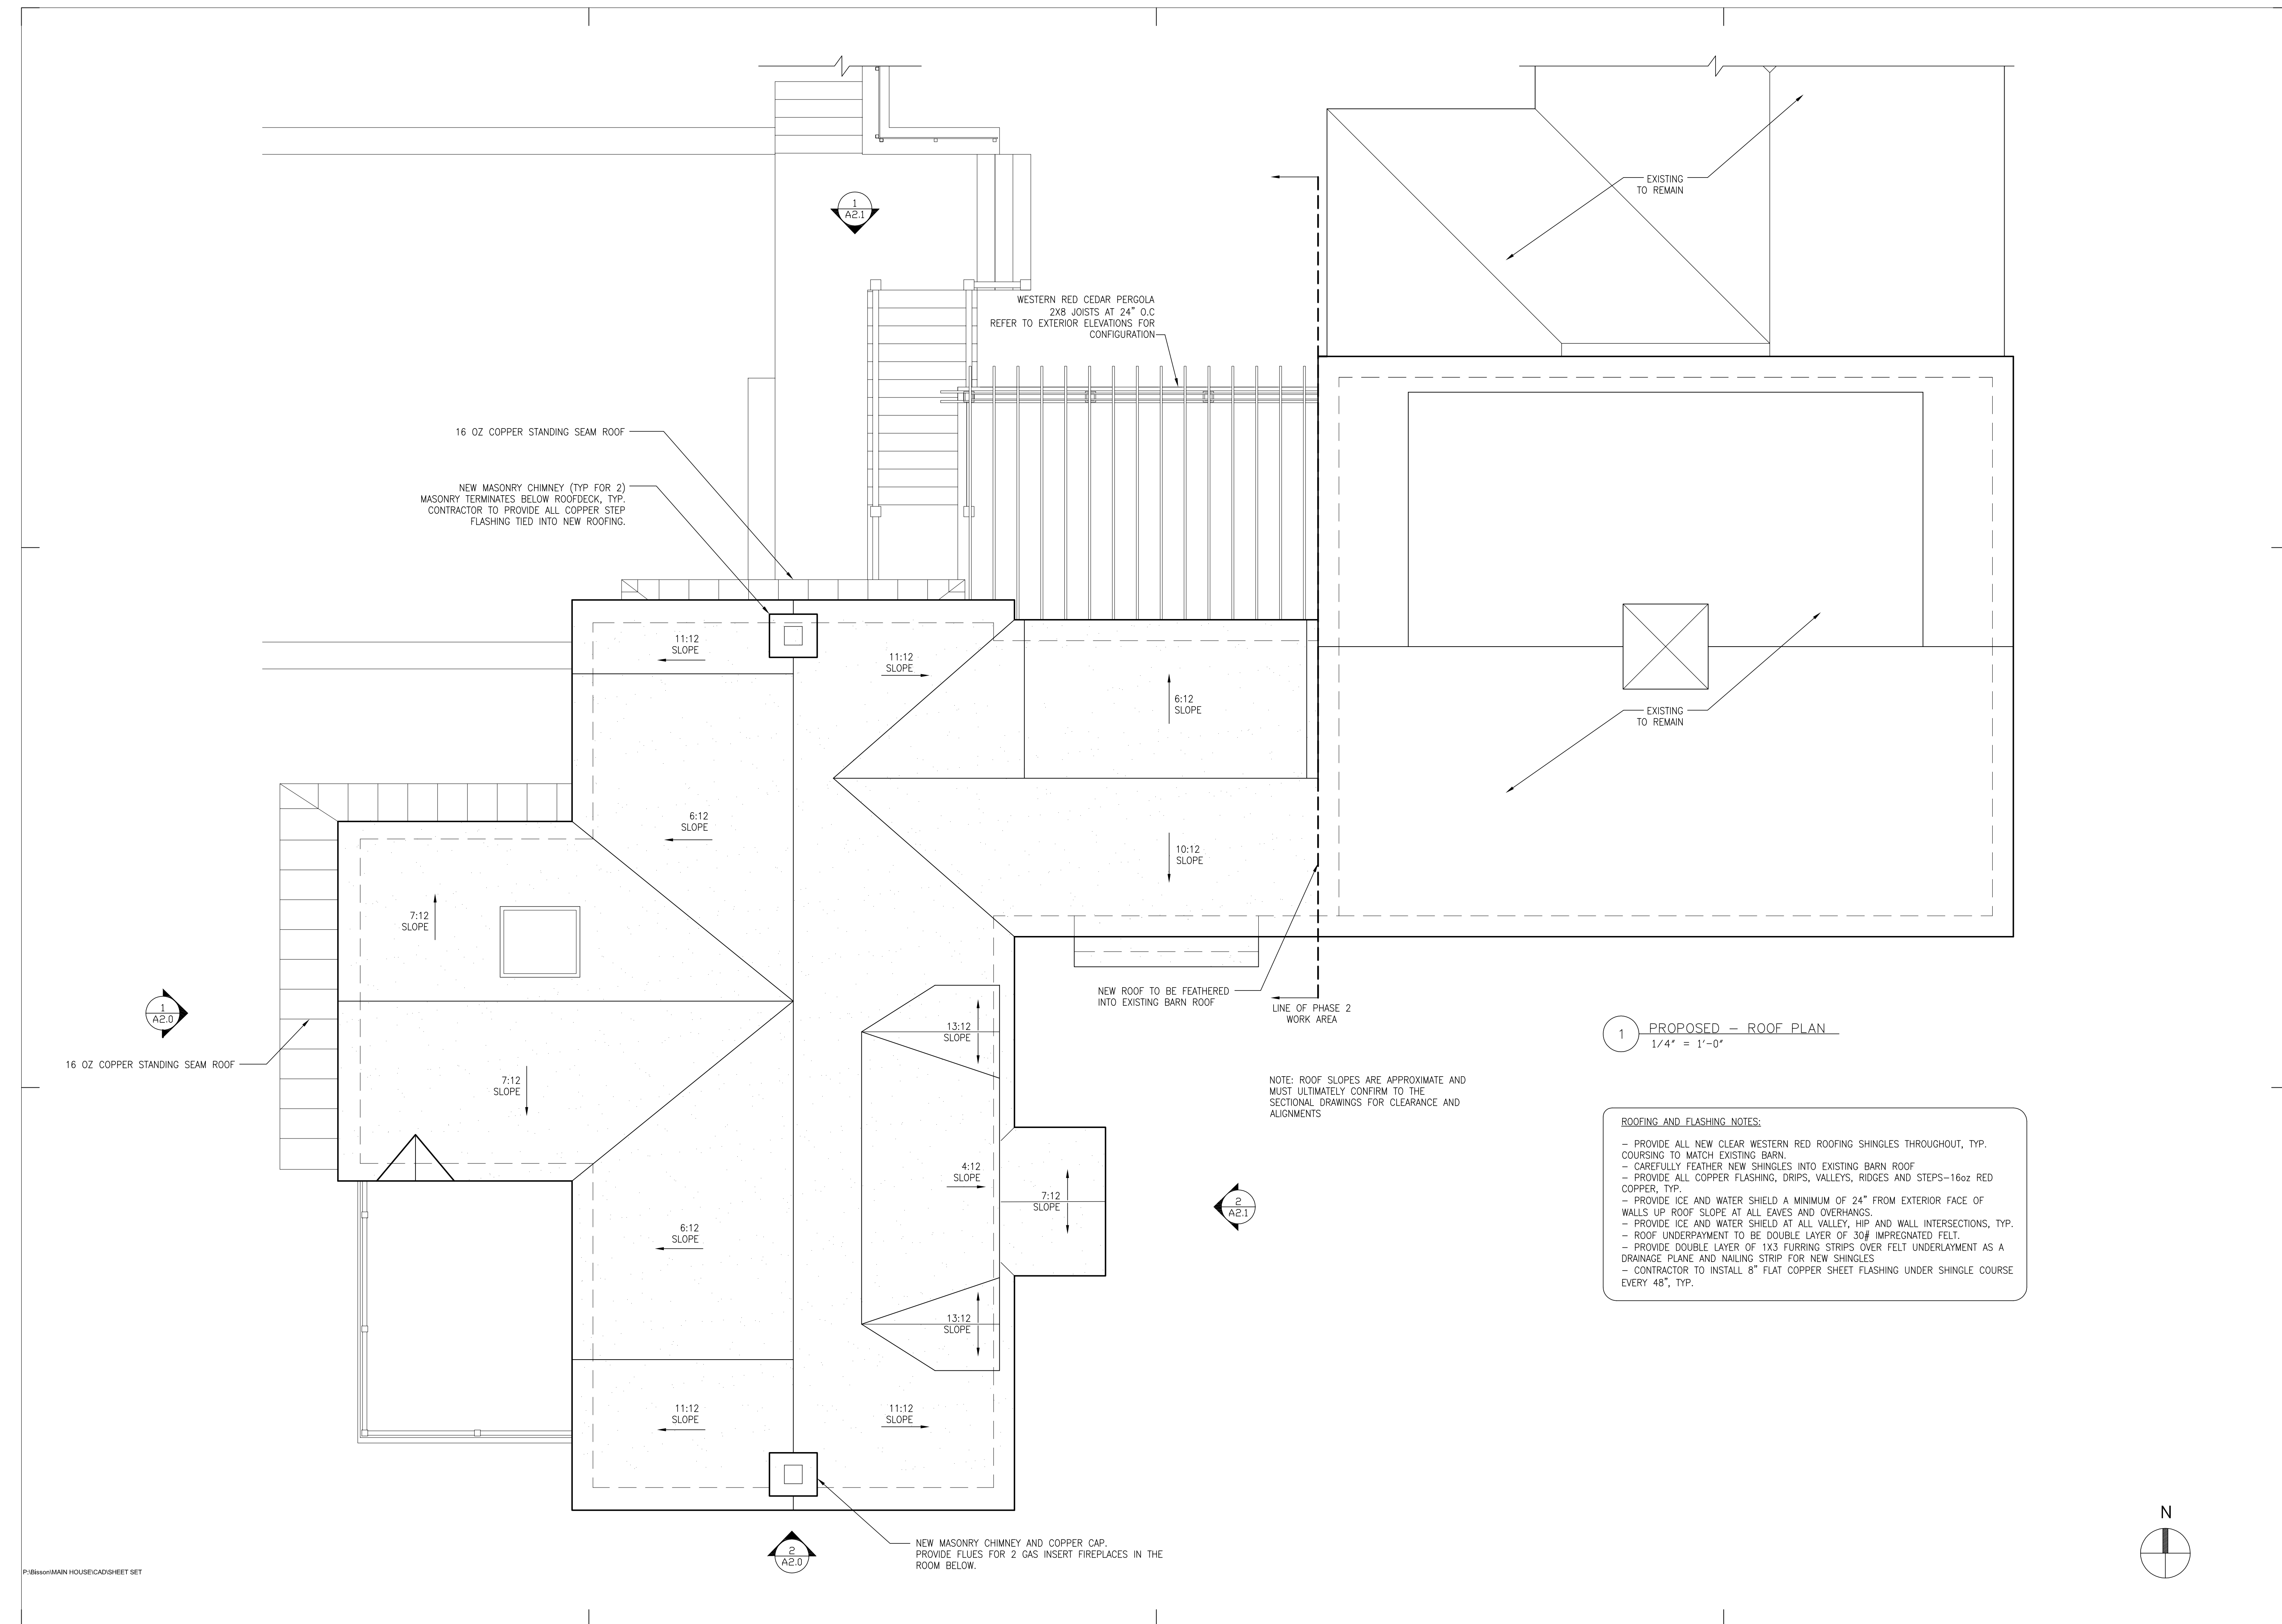 1
A2.1
EXISTING
TO REMAIN
WESTERN RED CEDAR PERGOLA
2X8 JOISTS AT 24" O.C
REFER TO EXTERIOR ELEVATIONS FOR
CONFIGURATION
16 OZ COPPER STANDING SEAM ROOF
NEW MASONRY CHIMNEY (TYP FOR 2)
MASONRY TERMINATES BELOW ROOFDECK, TYP.
CONTRACTOR TO PROVIDE ALL COPPER STEP
FLASHING TIED INTO NEW ROOFING.
11:12
SLOPE
11:12
SLOPE
6:12
SLOPE
EXISTING
TO REMAIN
6:12
SLOPE
10:12
SLOPE
7:12
SLOPE
NEW ROOF TO BE FEATHERED
INTO EXISTING BARN ROOF
LINE OF PHASE 2
WORK AREA
1
A2.0
13:12
SLOPE
1
PROPOSED – ROOF PLAN
1/4" = 1'-0"
16 OZ COPPER STANDING SEAM ROOF
7:12
SLOPE
NOTE: ROOF SLOPES ARE APPROXIMATE AND
MUST ULTIMATELY CONFIRM TO THE
SECTIONAL DRAWINGS FOR CLEARANCE AND
ALIGNMENTS
ROOFING AND FLASHING NOTES:
– PROVIDE ALL NEW CLEAR WESTERN RED ROOFING SHINGLES THROUGHOUT, TYP.
COURSING TO MATCH EXISTING BARN.
– CAREFULLY FEATHER NEW SHINGLES INTO EXISTING BARN ROOF
– PROVIDE ALL COPPER FLASHING, DRIPS, VALLEYS, RIDGES AND STEPS–16oz RED
COPPER, TYP.
– PROVIDE ICE AND WATER SHIELD A MINIMUM OF 24" FROM EXTERIOR FACE OF
WALLS UP ROOF SLOPE AT ALL EAVES AND OVERHANGS.
– PROVIDE ICE AND WATER SHIELD AT ALL VALLEY, HIP AND WALL INTERSECTIONS, TYP.
– ROOF UNDERPAYMENT TO BE DOUBLE LAYER OF 30# IMPREGNATED FELT.
– PROVIDE DOUBLE LAYER OF 1X3 FURRING STRIPS OVER FELT UNDERLAYMENT AS A
DRAINAGE PLANE AND NAILING STRIP FOR NEW SHINGLES
– CONTRACTOR TO INSTALL 8" FLAT COPPER SHEET FLASHING UNDER SHINGLE COURSE
EVERY 48", TYP.
4:12
SLOPE
7:12
SLOPE
2
A2.1
6:12
SLOPE
13:12
SLOPE
11:12
SLOPE
11:12
SLOPE
2
A2.0
NEW MASONRY CHIMNEY AND COPPER CAP.
PROVIDE FLUES FOR 2 GAS INSERT FIREPLACES IN THE
ROOM BELOW.
N
P:\Bisson\MAIN HOUSE\CAD\SHEET SET